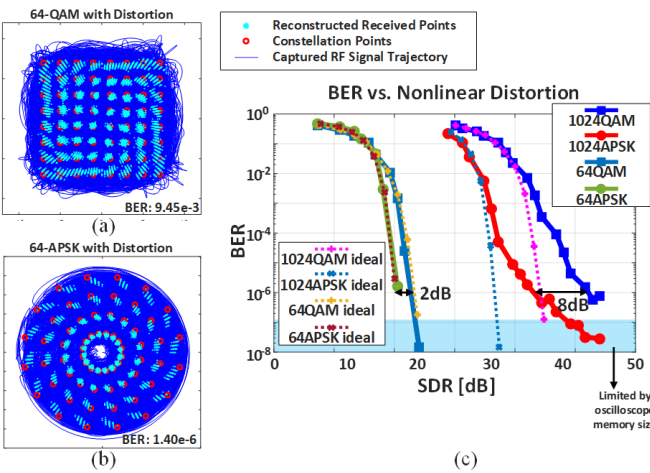 64-QAM with Distortion
BER: 9.45e-3
(a)
64-APSK with Distortion
BER: 1.40e-6
(b)
Reconstructed Received Points
Constellation Points
Captured RF Signal Trajectory
BER vs. Nonlinear Distortion
1024QAM
1024APSK
64QAM
64APSK
BER
10^0
10^-2
10^-4
10^-6
10^-8
1024QAM ideal
1024APSK ideal
64QAM ideal
64APSK ideal
2dB
8dB
0 10 20 30 40 50
SDR [dB]
Limited by
oscilloscope
memory size
(c)